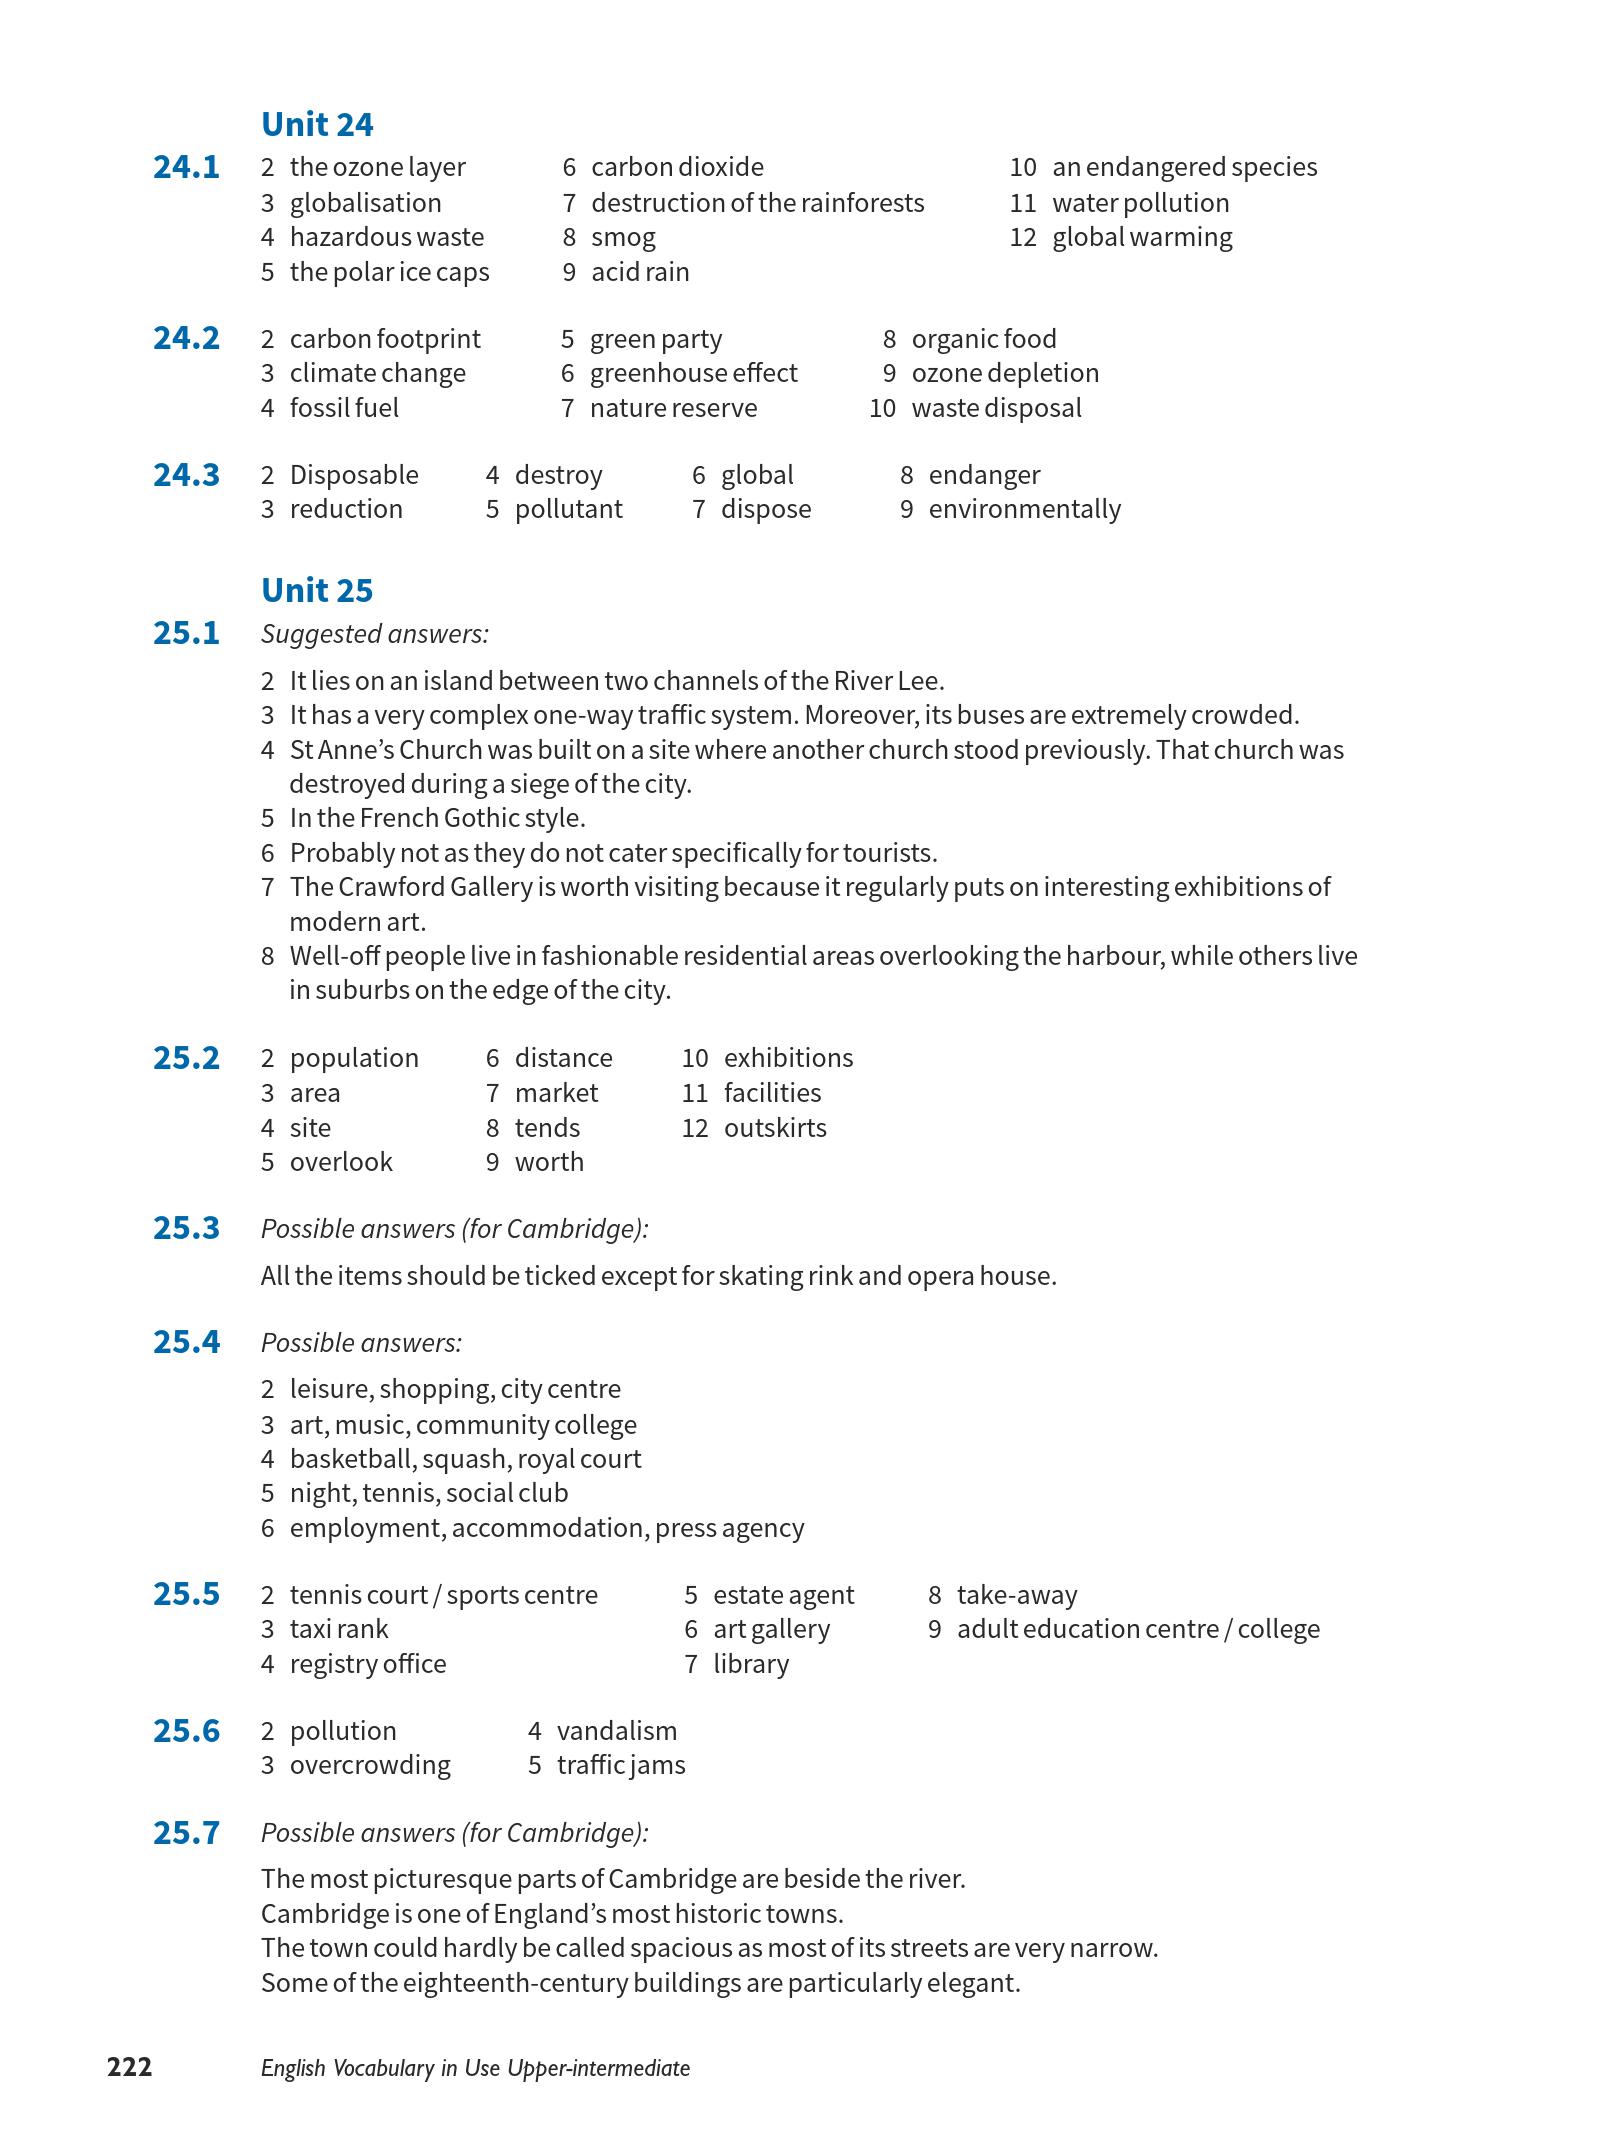 Unit 24
24.1 2 the ozone layer 6 carbon dioxide 10 an endangered species
3 globalisation 7 destruction of the rainforests 11 water pollution
4 hazardous waste 8 smog 12 global warming
5 the polar ice caps 9 acid rain
24.2 2 carbon footprint 5 green party 8 organic food
3 climate change 6 greenhouse effect 9 ozone depletion
4 fossil fuel 7 nature reserve 10 waste disposal
24.3 2 Disposable 4 destroy 6 global 8 endanger
3 reduction 5 pollutant 7 dispose 9 environmentally
Unit 25
25.1 Suggested answers:
2 It lies on an island between two channels of the River Lee.
3 It has a very complex one-way traffic system. Moreover, its buses are extremely crowded.
4 St Anne’s Church was built on a site where another church stood previously. That church was
destroyed during a siege of the city.
5 In the French Gothic style.
6 Probably not as they do not cater specifically for tourists.
7 The Crawford Gallery is worth visiting because it regularly puts on interesting exhibitions of
modern art.
8 Well-off people live in fashionable residential areas overlooking the harbour, while others live
in suburbs on the edge of the city.
25.2 2 population 6 distance 10 exhibitions
3 area 7 market 11 facilities
4 site 8 tends 12 outskirts
5 overlook 9 worth
25.3 Possible answers (for Cambridge):
All the items should be ticked except for skating rink and opera house.
25.4 Possible answers:
2 leisure, shopping, city centre
3 art, music, community college
4 basketball, squash, royal court
5 night, tennis, social club
6 employment, accommodation, press agency
25.5 2 tennis court / sports centre 5 estate agent 8 take-away
3 taxi rank 6 art gallery 9 adult education centre / college
4 registry office 7 library
25.6 2 pollution 4 vandalism
3 overcrowding 5 traffic jams
25.7 Possible answers (for Cambridge):
The most picturesque parts of Cambridge are beside the river.
Cambridge is one of England’s most historic towns.
The town could hardly be called spacious as most of its streets are very narrow.
Some of the eighteenth-century buildings are particularly elegant.
222 English Vocabulary in Use Upper-intermediate